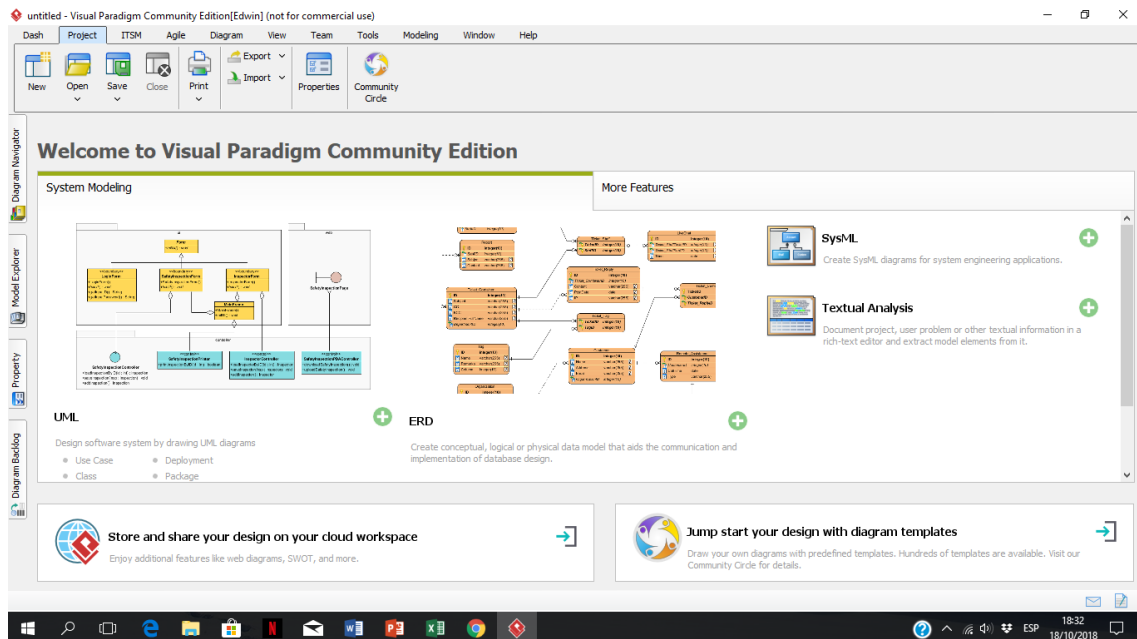 untitled - Visual Paradigm Community Edition[Edwin] (not for commercial use)
Dash Project ITSM Agile Diagram View Team Tools Modeling Window Help
New Open Save Close Print Export Import Properties Community Circle
Diagram Navigator
Model Explorer
Property
Diagram Backlog
Welcome to Visual Paradigm Community Edition
System Modeling
More Features
UML
Design software system by drawing UML diagrams
Use Case
Deployment
Class
Package
ERD
Create conceptual, logical or physical data model that aids the communication and
implementation of database design.
SysML
Create SysML diagrams for system engineering applications.
Textual Analysis
Document project, user problem or other textual information in a
rich-text editor and extract model elements from it.
Store and share your design on your cloud workspace
Enjoy additional features like web diagrams, SWOT, and more.
Jump start your design with diagram templates
Draw your own diagrams with predefined templates. Hundreds of templates are available. Visit our
Community Circle for details.
ESP
18:32
18/10/2018